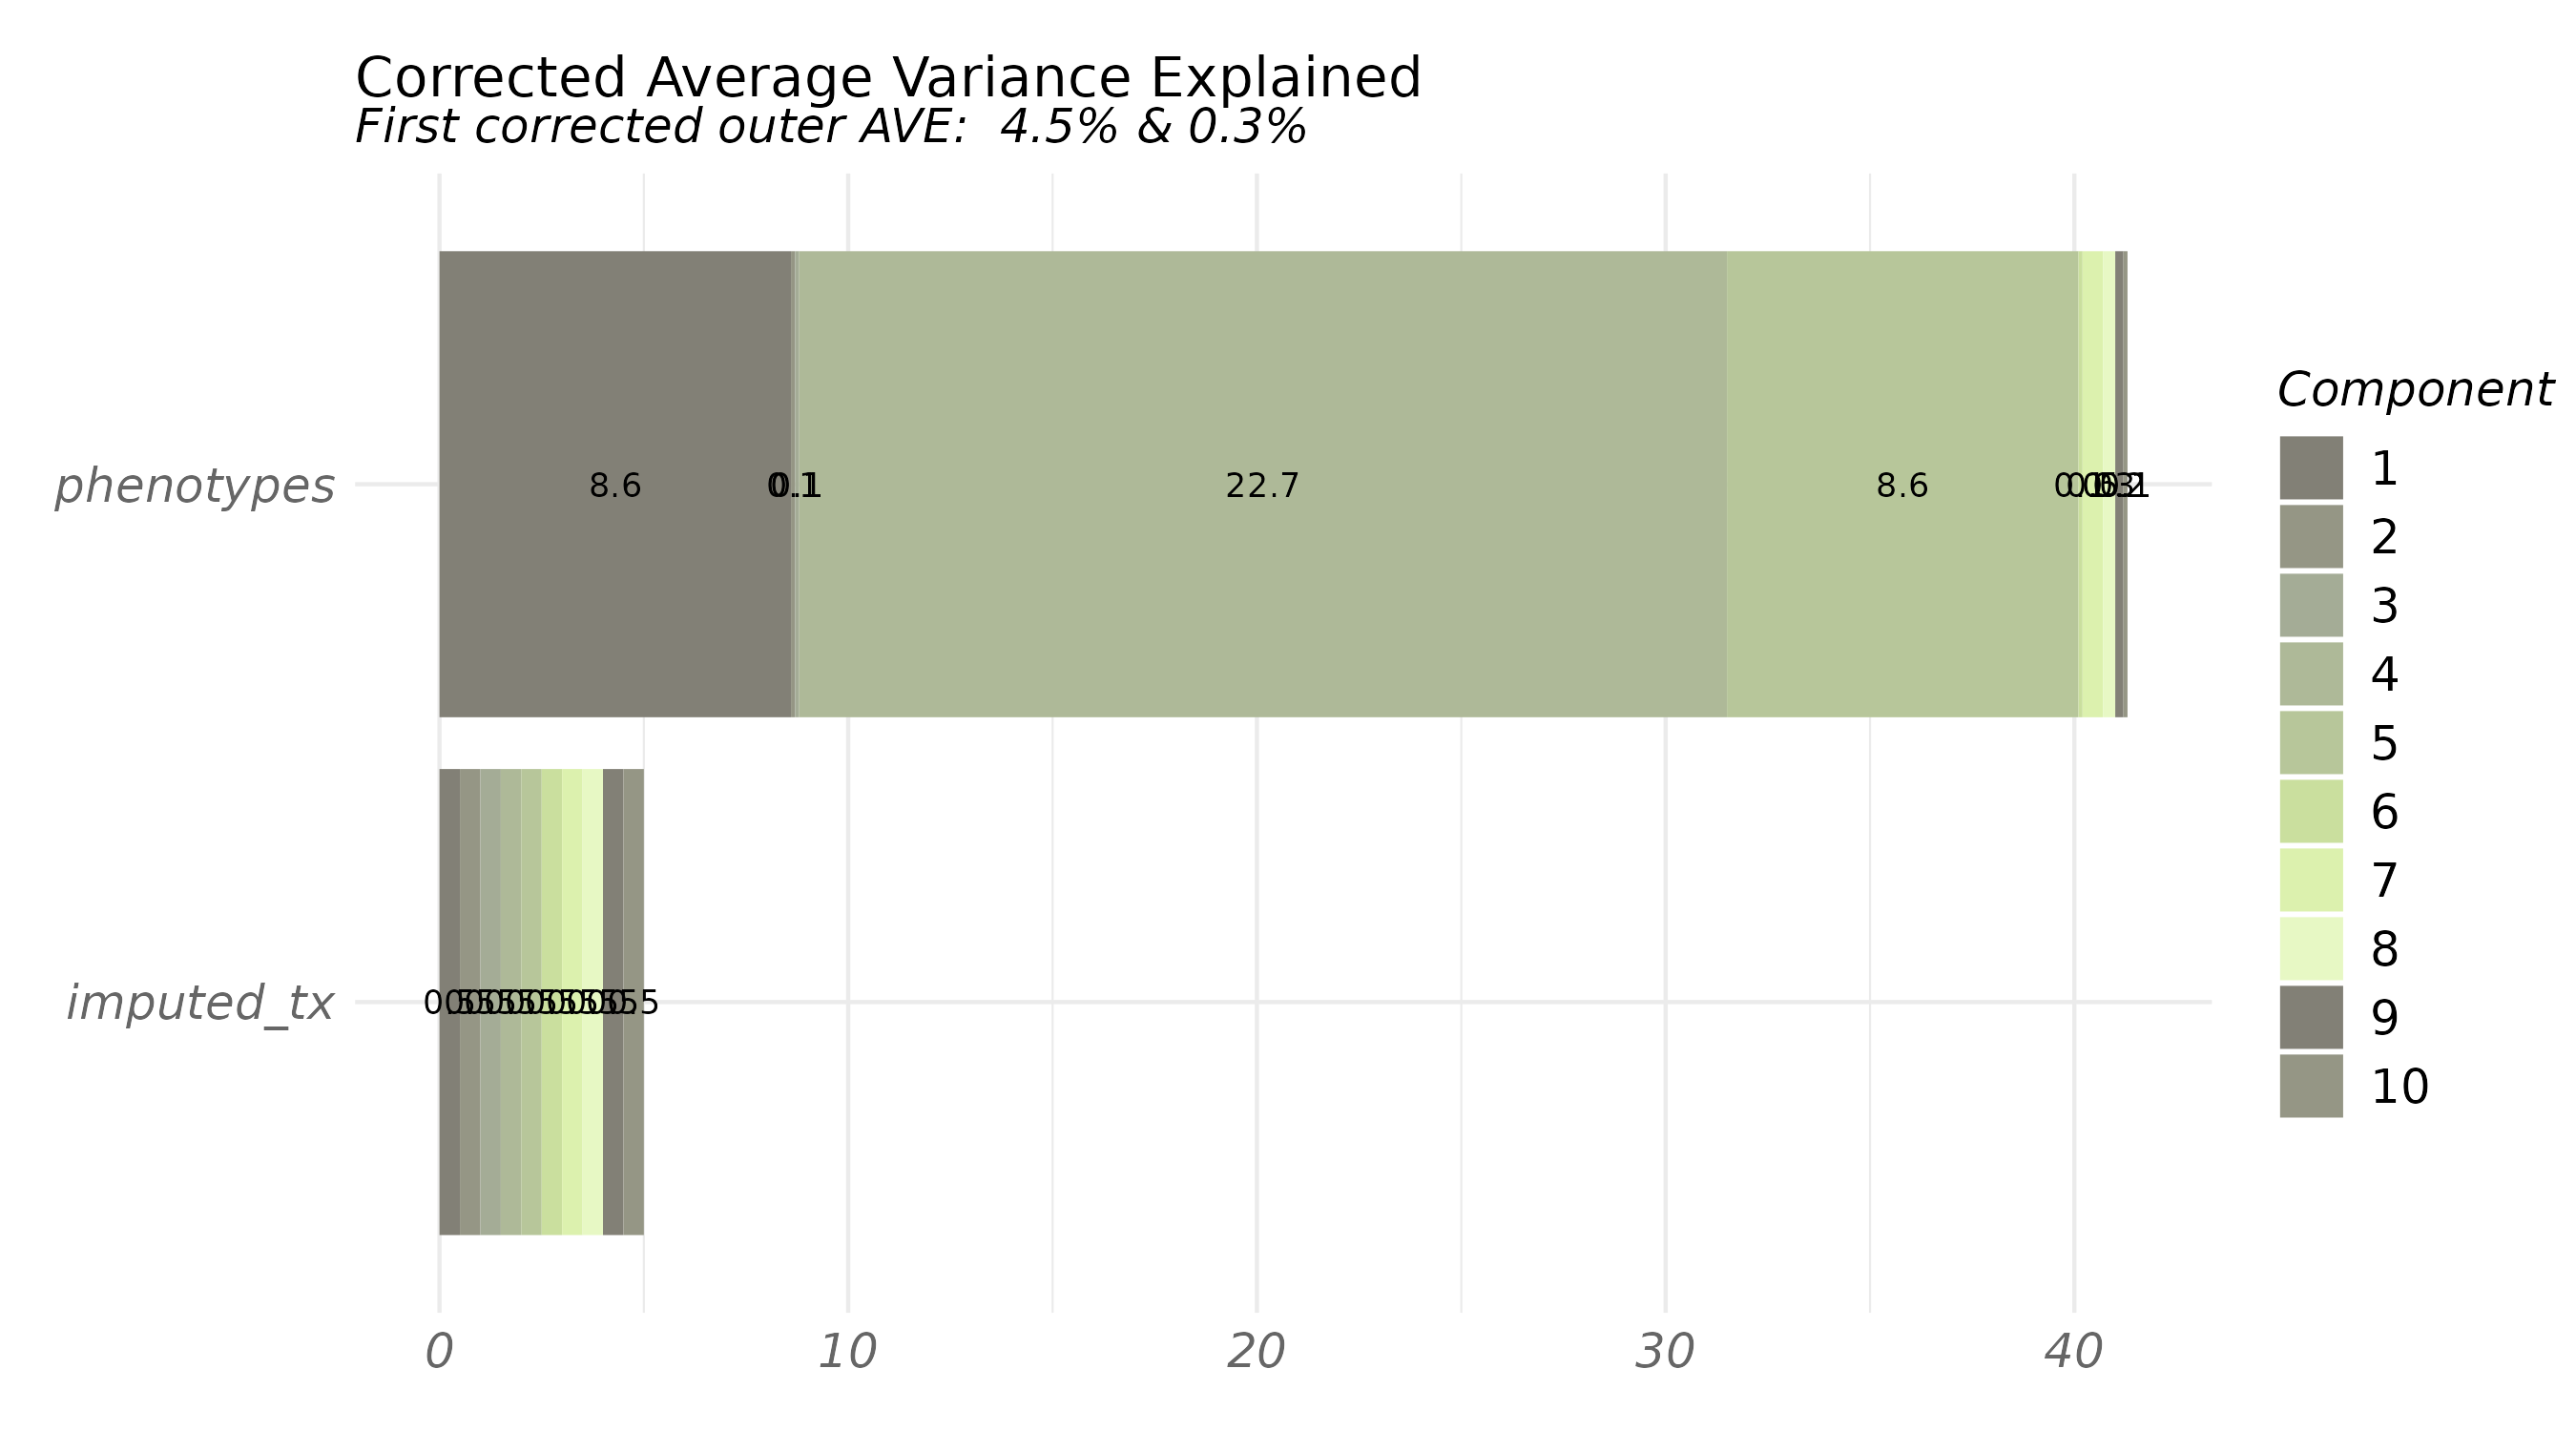 Corrected Average Variance Explained
First corrected outer AVE:  4.5% & 0.3%
phenotypes
8.6
22.7
8.6
imputed_tx
0 10 20 30 40
Component
1
2
3
4
5
6
7
8
9
10